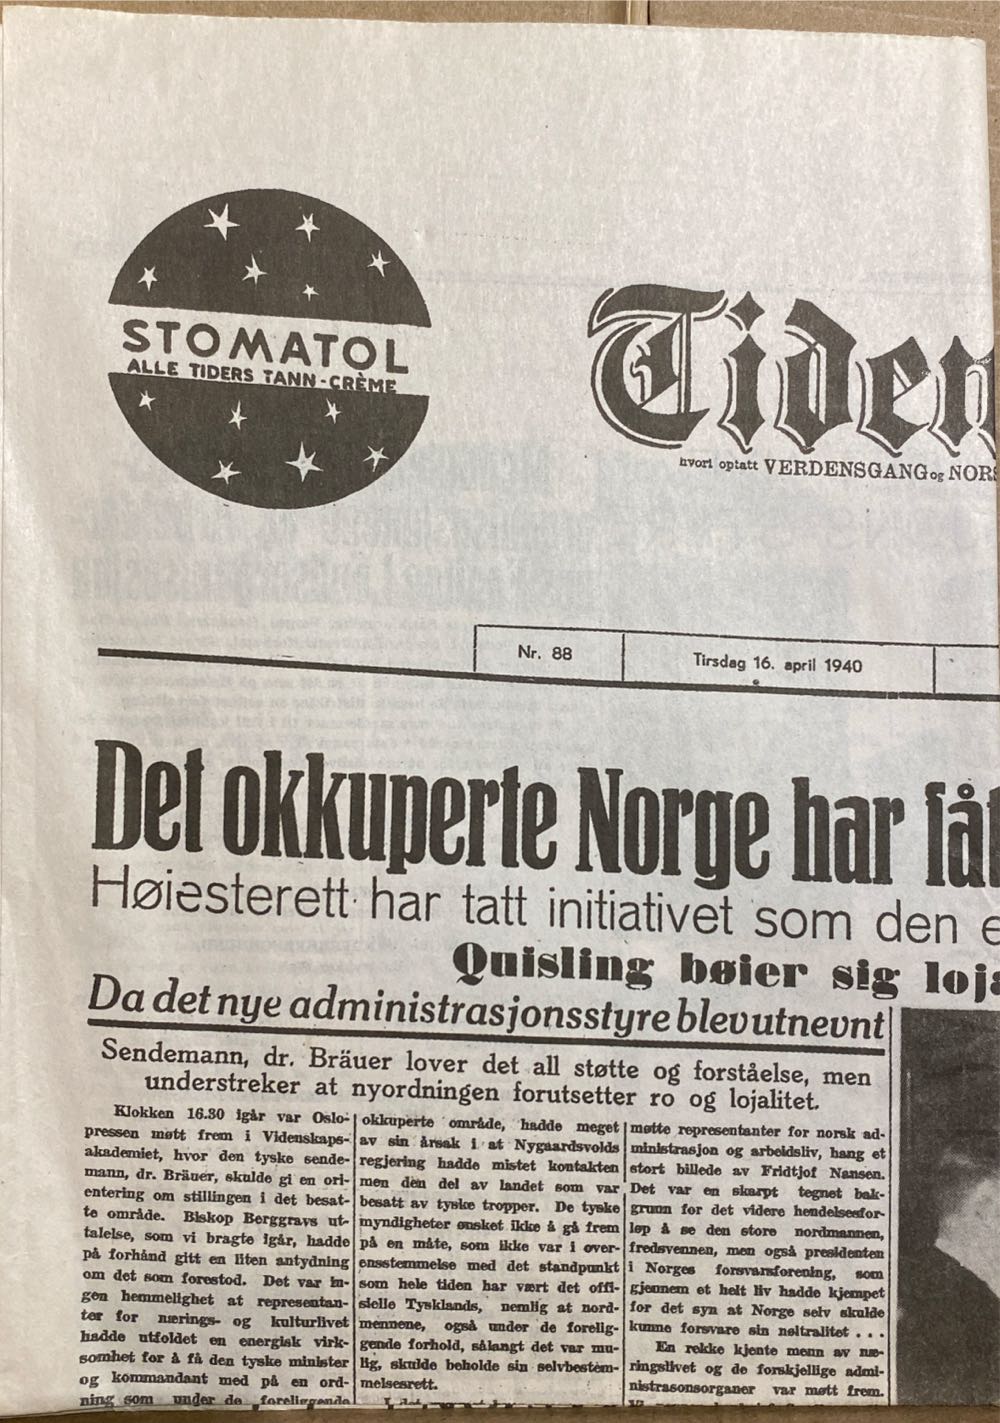 STOMATOL
ALLE TIDERS TANN-CRÈME
Tiden
hvori optatt VERDENSGANG og NORS
Nr. 88
Tirsdag 16. april 1940
Det okkuperte Norge har fåt
Høiesterett har tatt initiativet som den e
Quisling bøier sig loja
Da det nye administrasjonsstyre blev utnevnt
Sendemann, dr. Bräuer lover det all støtte og forståelse, men
understreker at nyordningen forutsetter ro og lojalitet.
Klokken 16.30 igår var Oslo-
pressen møtt frem i Videnskaps-
akademiet, hvor den tyske sende-
mann, dr. Bräuer, skulde gi en ori-
entering om stillingen i det besat-
te område. Biskop Berggravs ut-
talelse, som vi bragte igår, hadde
på forhånd gitt en liten antydning
om det som forestod. Det var in-
gen hemmelighet at representan-
ter for nærings- og kulturlivet
hadde utfoldet en energisk virk-
somhet for å få den tyske minister
og kommandant med på en ord-
ning som under de foreliggende
okkuperte område, hadde meget
av sin årsak i at Nygaardsvolds
regjering hadde mistet kontakten
men den del av landet som var
besatt av tyske tropper. De tyske
myndigheter ønsket ikke å gå frem
på en måte, som ikke var i over-
ensstemmelse med det standpunkt
som hele tiden har vært det offi-
sielle Tysklands, nemlig at nord-
mennene, også under de forelig-
gende forhold, sålangt det var mu-
lig, skulde beholde sin selvbestem-
melsesrett.
I det
møtte representanter for norsk ad-
ministrasjon og arbeidsliv, hang et
stort billede av Fridtjof Nansen.
Det var en skarpt tegnet bak-
grunn for det videre hendelsesfor-
løp å se den store nordmannen,
fredsvennen, men også presidenten
i Norges forsvarsforening, som
gjennem et helt liv hadde kjempet
for det syn at Norge selv skulde
kunne forsvare sin nøitralitet ...
En rekke kjente menn av næ-
ringslivet og de forskjellige admi-
nistrasonsorganer var møtt frem.